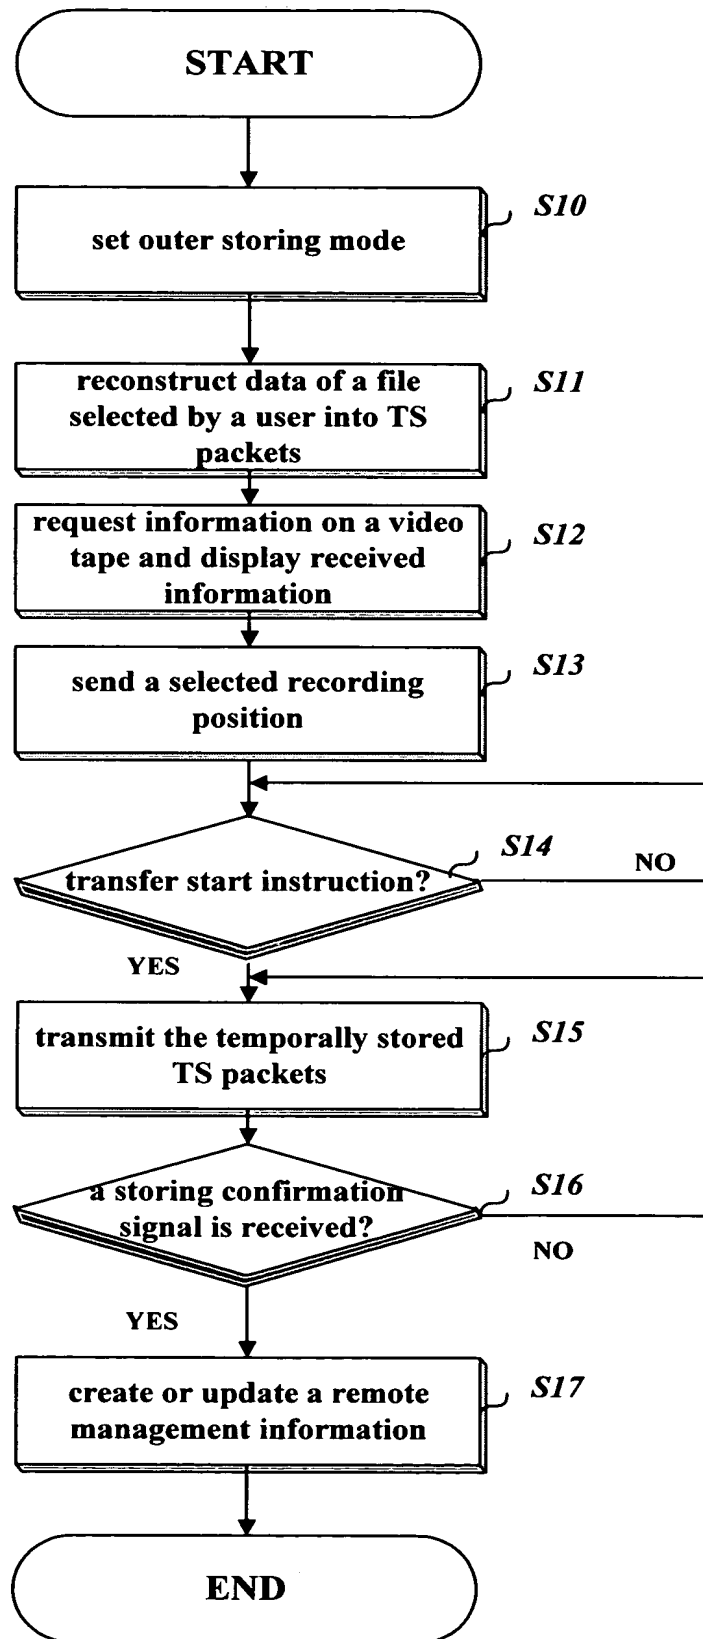 START
set outer storing mode
S10
reconstruct data of a file
selected by a user into TS
packets
S11
request information on a video
tape and display received
information
S12
send a selected recording
position
S13
transfer start instruction?
S14
NO
YES
transmit the temporally stored
TS packets
S15
a storing confirmation
signal is received?
S16
NO
YES
create or update a remote
management information
S17
END